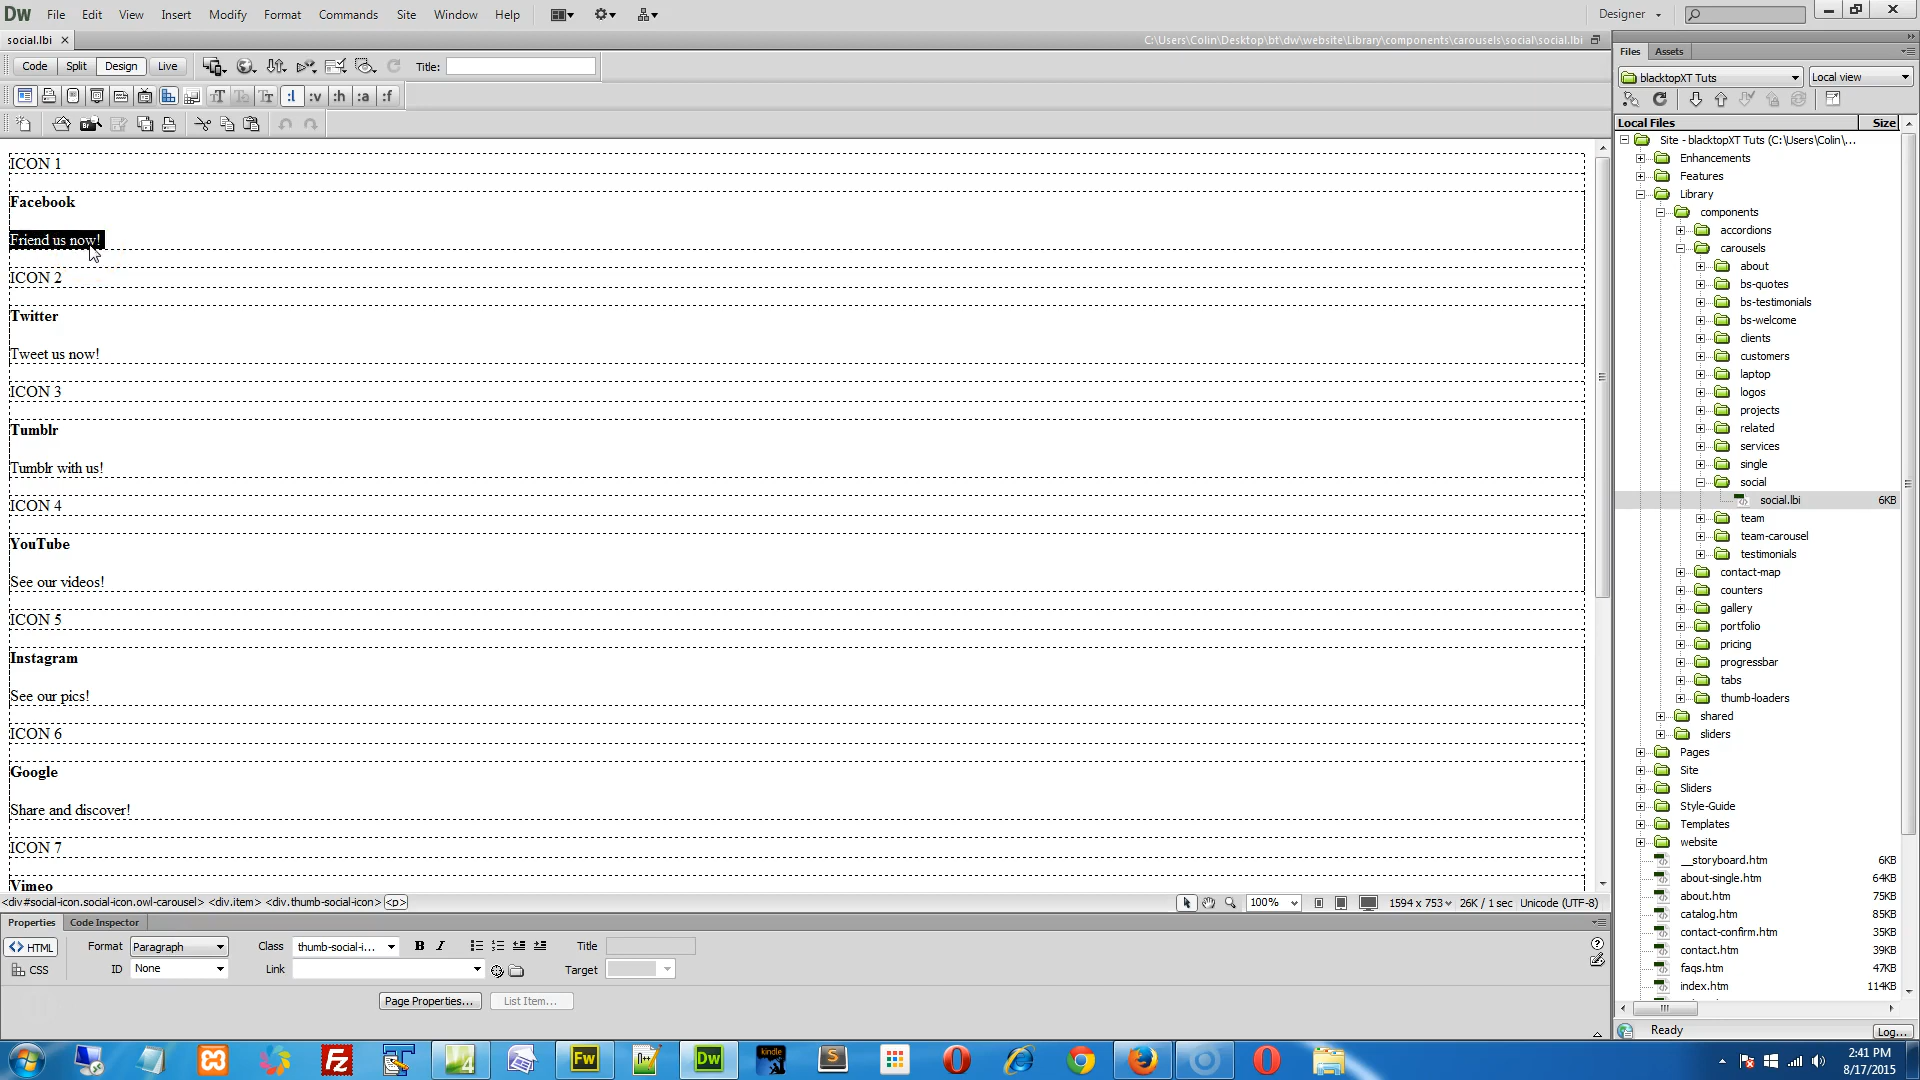 Dw File Edit View Insert Modify Format Commands Site Window Help Designer
social.lbi C:\Users\Colin\Desktop\bt\dw\website\Library\components\carousels\social\social.lbi
Code Split Design Live Title:
:l :v :h :a :f
ICON 1
Facebook
Friend us now!
ICON 2
Twitter
Tweet us now!
ICON 3
Tumblr
Tumblr with us!
ICON 4
YouTube
See our videos!
ICON 5
Instagram
See our pics!
ICON 6
Google
Share and discover!
ICON 7
Vimeo
<div#social-icon.social-icon.owl-carousel> <div.item> <div.thumb-social-icon> <p> 100% 1594 x 753 26K / 1 sec Unicode (UTF-8)
Properties Code Inspector
<> HTML Format Paragraph Class thumb-social-i... B I Title
CSS ID None Link Target
Page Properties... List Item...
Files Assets
blacktopXT Tuts Local view
Local Files Size
Site - blacktopXT Tuts (C:\Users\Colin\...
Enhancements
Features
Library
components
accordions
carousels
about
bs-quotes
bs-testimonials
bs-welcome
clients
customers
laptop
logos
projects
related
services
single
social
social.lbi 6KB
team
team-carousel
testimonials
contact-map
counters
gallery
portfolio
pricing
progressbar
tabs
thumb-loaders
shared
sliders
Pages
Site
Sliders
Style-Guide
Templates
website
__storyboard.htm 6KB
about-single.htm 64KB
about.htm 75KB
catalog.htm 85KB
contact-confirm.htm 35KB
contact.htm 39KB
faqs.htm 47KB
index.htm 114KB
Ready Log...
Fz Fw Dw kindle S
2:41 PM
8/17/2015